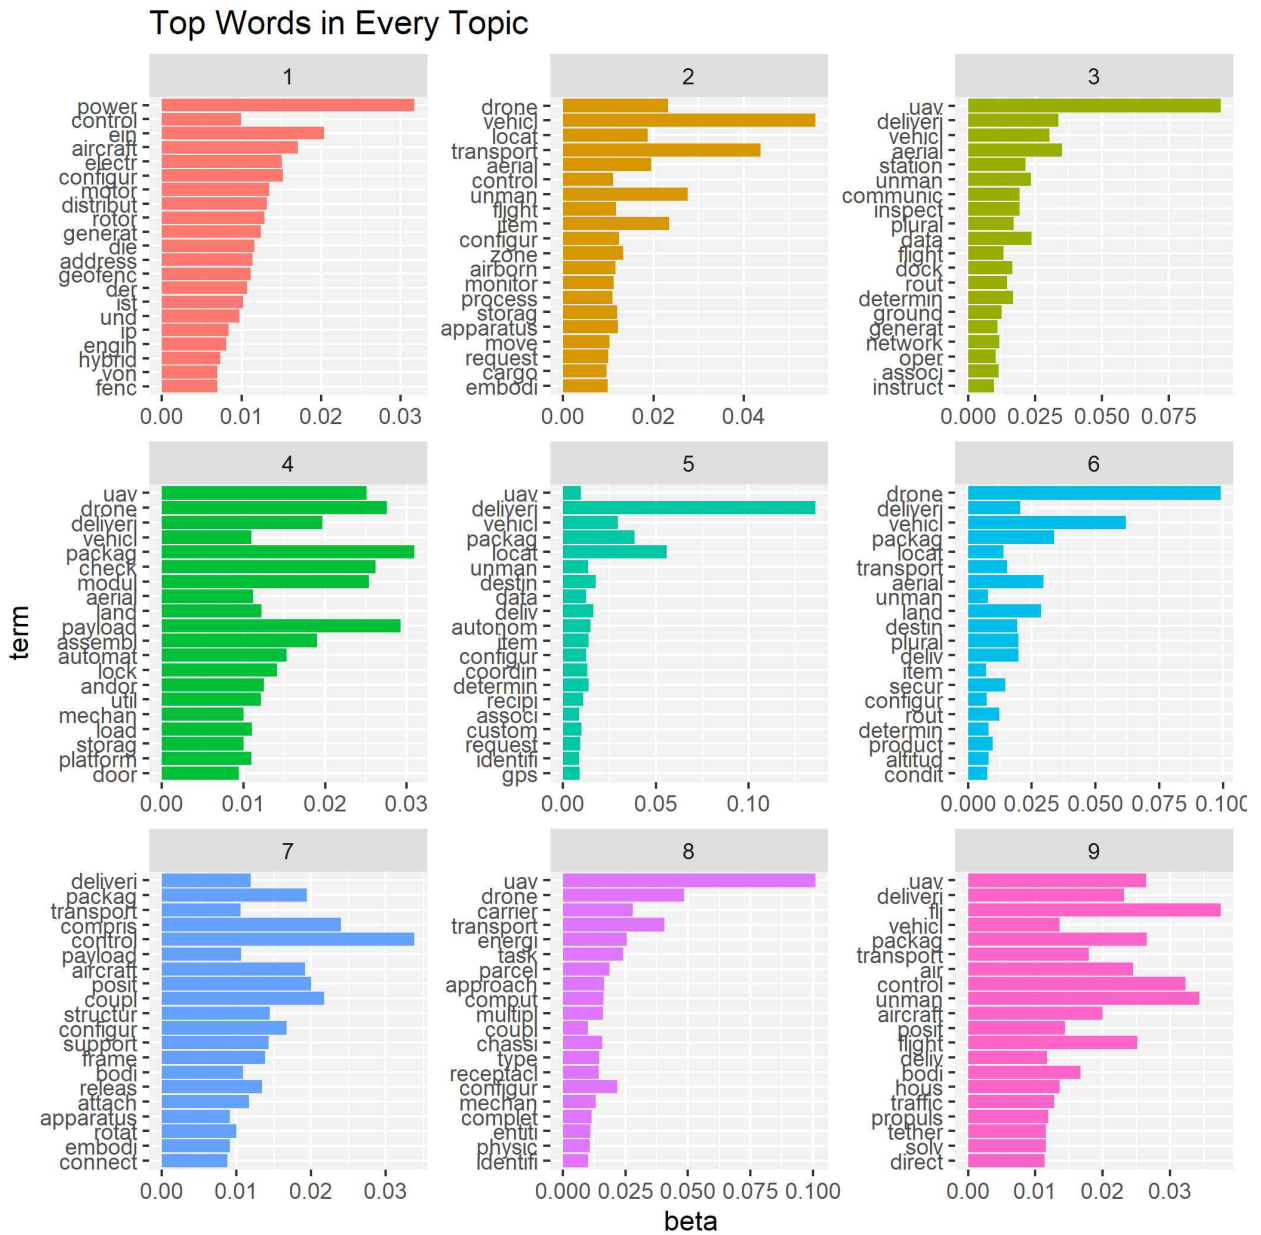 Top Words in Every Topic
1
power
control
ein
aircraft
electr
configur
motor
distribut
rotor
generat
die
address
geofenc
der
ist
und
ip
engin
hybrid
von
fenc
0.00 0.01 0.02 0.03
2
drone
vehicl
locat
transport
aerial
control
unman
flight
item
configur
zone
airborn
monitor
process
storag
apparatus
move
request
cargo
embodi
0.00 0.02 0.04
3
uav
deliveri
vehicl
aerial
station
unman
communic
inspect
plural
data
flight
dock
rout
determin
ground
generat
network
oper
associ
instruct
0.000 0.025 0.050 0.075
4
uav
drone
deliveri
vehicl
packag
check
modul
aerial
land
payload
assembl
automat
lock
andor
util
mechan
load
storag
platform
door
0.00 0.01 0.02 0.03
5
uav
deliveri
vehicl
packag
locat
unman
destin
data
deliv
autonom
item
configur
coordin
determin
recipi
associ
custom
request
identifi
gps
0.00 0.05 0.10
6
drone
deliveri
vehicl
packag
locat
transport
aerial
unman
land
destin
plural
deliv
item
secur
configur
rout
determin
product
altitud
condit
0.000 0.025 0.050 0.075 0.100
7
deliveri
packag
transport
compris
control
payload
aircraft
posit
coupl
structur
configur
support
frame
bodi
releas
attach
apparatus
rotat
embodi
connect
0.00 0.01 0.02 0.03
8
uav
drone
carrier
transport
energi
task
parcel
approach
comput
multipl
coupl
chassi
type
receptacl
configur
mechan
complet
entiti
physic
identifi
0.000 0.025 0.050 0.075 0.100
9
uav
deliveri
fli
vehicl
packag
transport
air
control
unman
aircraft
posit
flight
deliv
bodi
hous
traffic
propuls
tether
solv
direct
0.00 0.01 0.02 0.03
term
beta